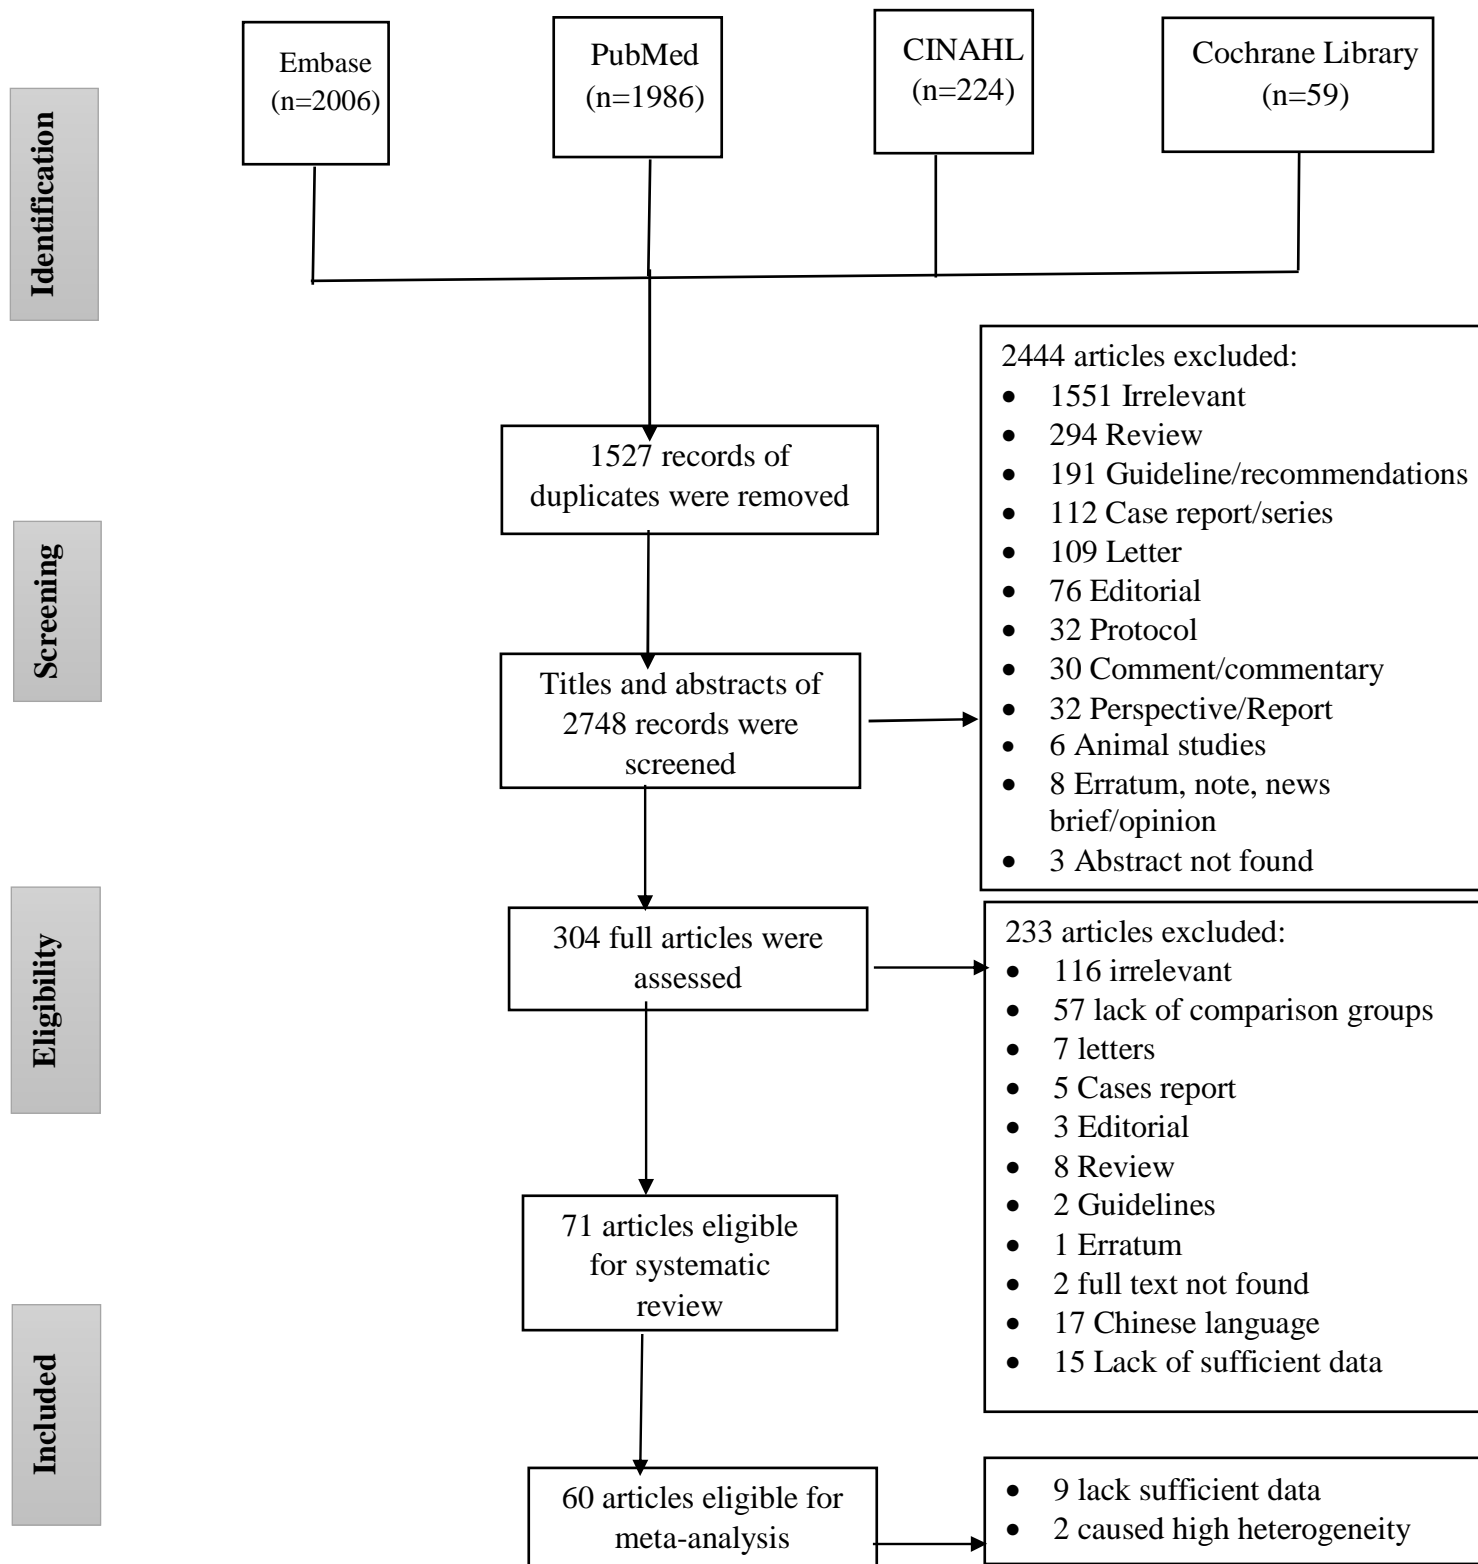 Identification
Embase
(n=2006)
PubMed
(n=1986)
CINAHL
(n=224)
Cochrane Library
(n=59)
1527 records of
duplicates were removed
2444 articles excluded:
• 1551 Irrelevant
• 294 Review
• 191 Guideline/recommendations
• 112 Case report/series
• 109 Letter
• 76 Editorial
• 32 Protocol
• 30 Comment/commentary
• 32 Perspective/Report
• 6 Animal studies
• 8 Erratum, note, news
brief/opinion
• 3 Abstract not found
Screening
Titles and abstracts of
2748 records were
screened
Eligibility
304 full articles were
assessed
233 articles excluded:
• 116 irrelevant
• 57 lack of comparison groups
• 7 letters
• 5 Cases report
• 3 Editorial
• 8 Review
• 2 Guidelines
• 1 Erratum
• 2 full text not found
• 17 Chinese language
• 15 Lack of sufficient data
71 articles eligible
for systematic
review
Included
60 articles eligible for
meta-analysis
• 9 lack sufficient data
• 2 caused high heterogeneity